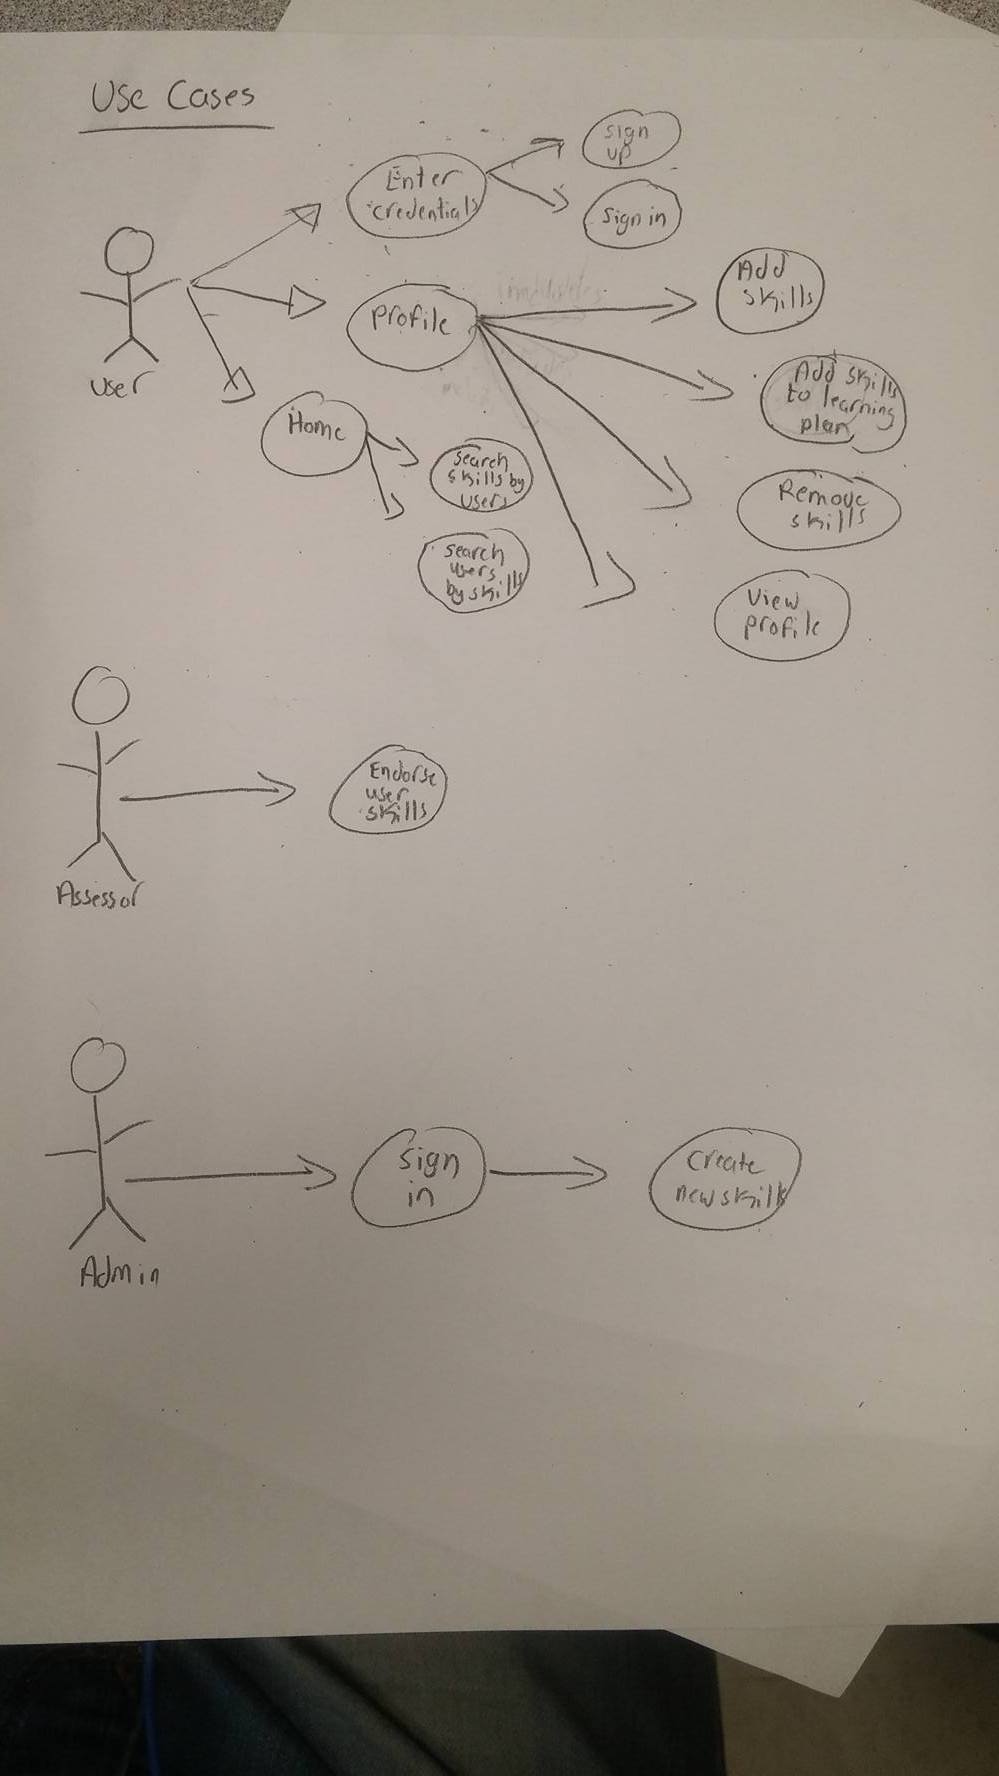 Use Cases
Enter
credentials
Sign
up
Sign in
User
Profile
Add
skills
Add skills
to learning
plan
Remove
skills
View
profile
Home
Search
skills by
users
Search
users
by skills
Assessor
Endorse
user
skills
Admin
Sign
in
Create
new skills